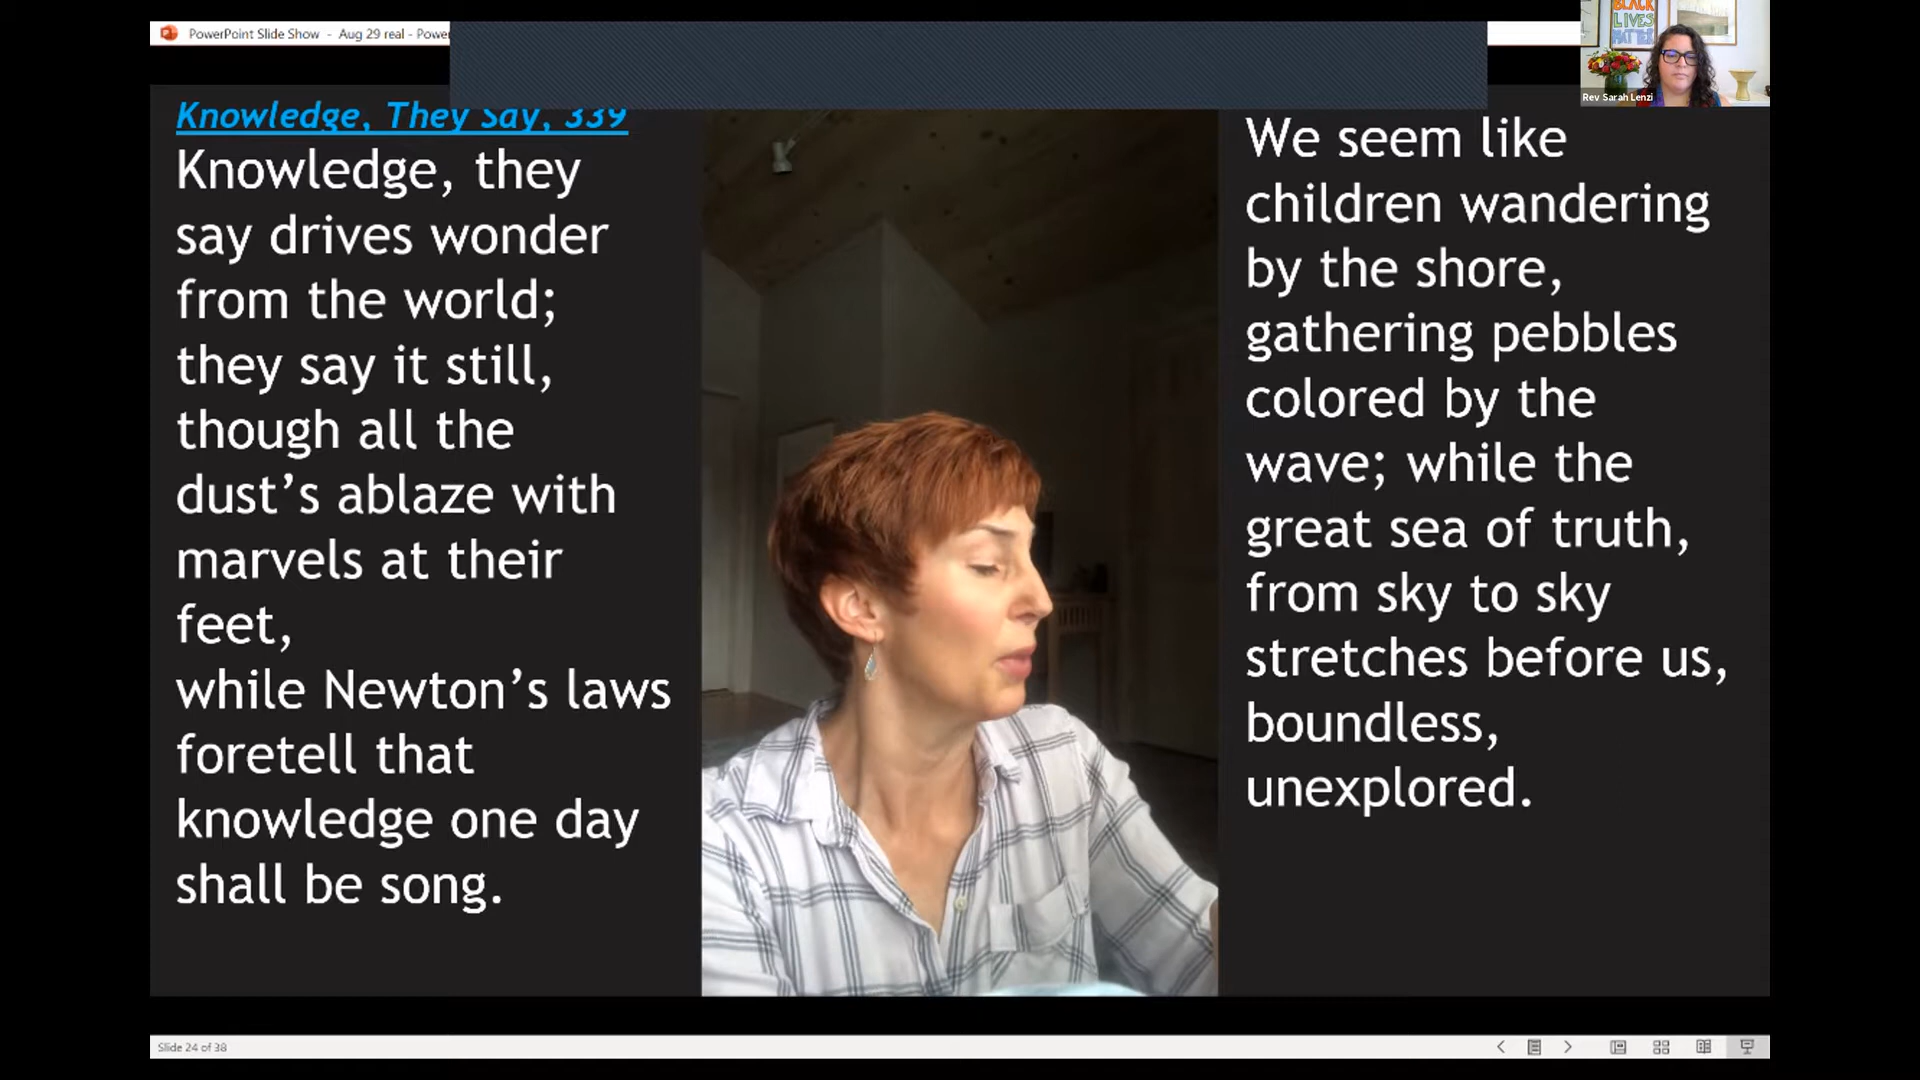 PowerPoint Slide Show - Aug 29 real - Power
BLACK
LIVES
MATTER
Rev Sarah Lenzi
Knowledge, They Say, 339
Knowledge, they
say drives wonder
from the world;
they say it still,
though all the
dust’s ablaze with
marvels at their
feet,
while Newton’s laws
foretell that
knowledge one day
shall be song.
We seem like
children wandering
by the shore,
gathering pebbles
colored by the
wave; while the
great sea of truth,
from sky to sky
stretches before us,
boundless,
unexplored.
Slide 24 of 38